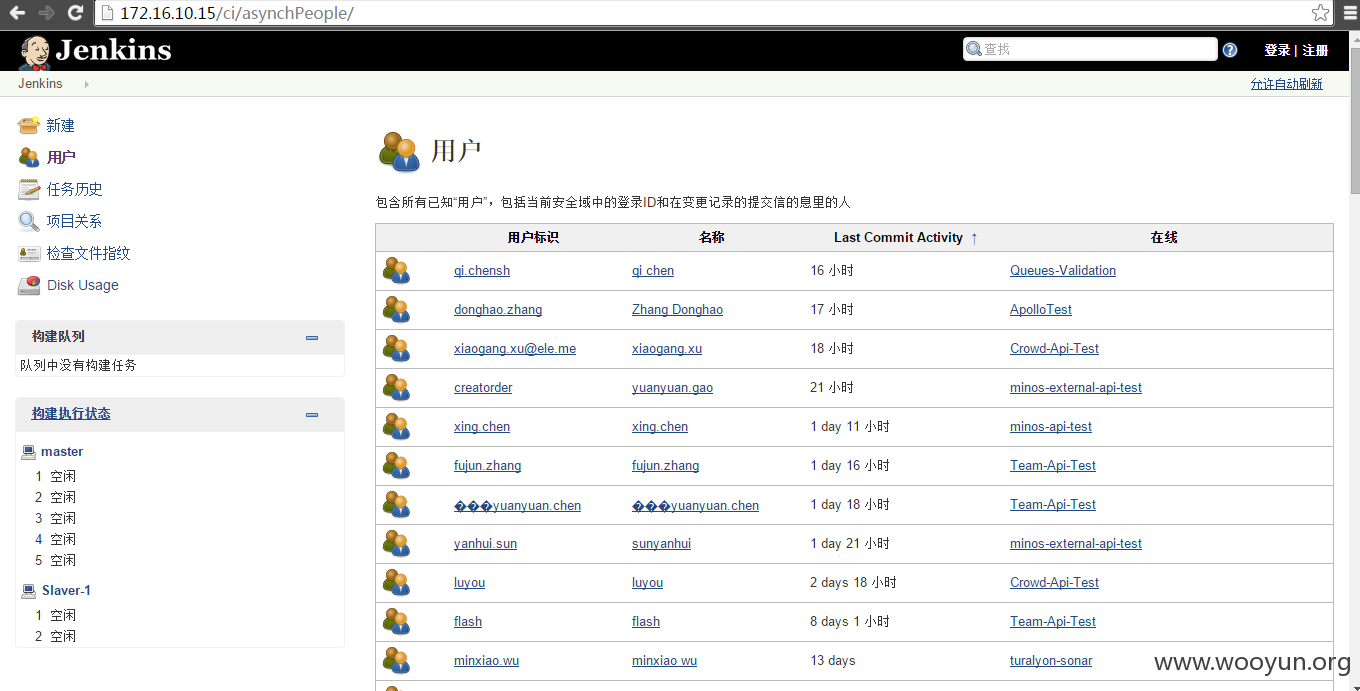 172.16.10.15/ci/asynchPeople/
Jenkins
查找
登录 | 注册
Jenkins
允许自动刷新
新建
用户
任务历史
项目关系
检查文件指纹
Disk Usage
构建队列
队列中没有构建任务
构建执行状态
master
1 空闲
2 空闲
3 空闲
4 空闲
5 空闲
Slaver-1
1 空闲
2 空闲
用户
包含所有已知“用户”，包括当前安全域中的登录ID和在变更记录的提交信的息里的人
用户标识 名称 Last Commit Activity ↑ 在线
qi.chensh qi chen 16 小时 Queues-Validation
donghao.zhang Zhang Donghao 17 小时 ApolloTest
xiaogang.xu@ele.me xiaogang.xu 18 小时 Crowd-Api-Test
creatorder yuanyuan.gao 21 小时 minos-external-api-test
xing.chen xing.chen 1 day 11 小时 minos-api-test
fujun.zhang fujun.zhang 1 day 16 小时 Team-Api-Test
���yuanyuan.chen ���yuanyuan.chen 1 day 18 小时 Team-Api-Test
yanhui.sun sunyanhui 1 day 21 小时 minos-external-api-test
luyou luyou 2 days 18 小时 Crowd-Api-Test
flash flash 8 days 1 小时 Team-Api-Test
minxiao.wu minxiao wu 13 days turalyon-sonar
www.wooyun.org